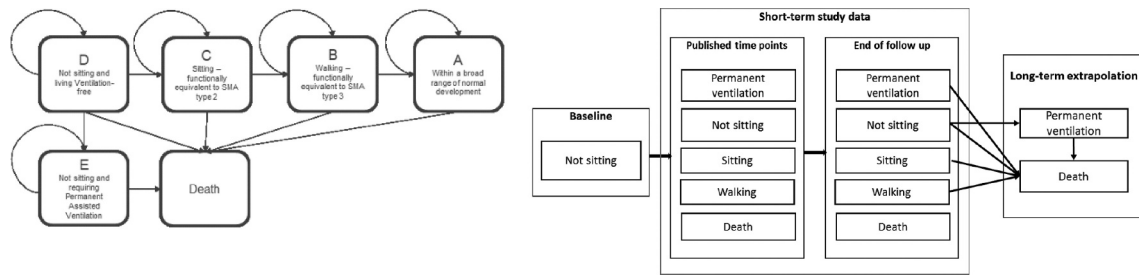 D
Not sitting and
living Ventilation-
free
C
Sitting –
functionally
equivalent to SMA
type 2
B
Walking –
functionally
equivalent to SMA
type 3
A
Within a broad
range of normal
development
E
Not sitting and
requiring
Permanent
Assisted
Ventilation
Death
Short-term study data
Baseline
Not sitting
Published time points
Permanent
ventilation
Not sitting
Sitting
Walking
Death
End of follow up
Permanent
ventilation
Not sitting
Sitting
Walking
Death
Long-term extrapolation
Permanent
ventilation
Death